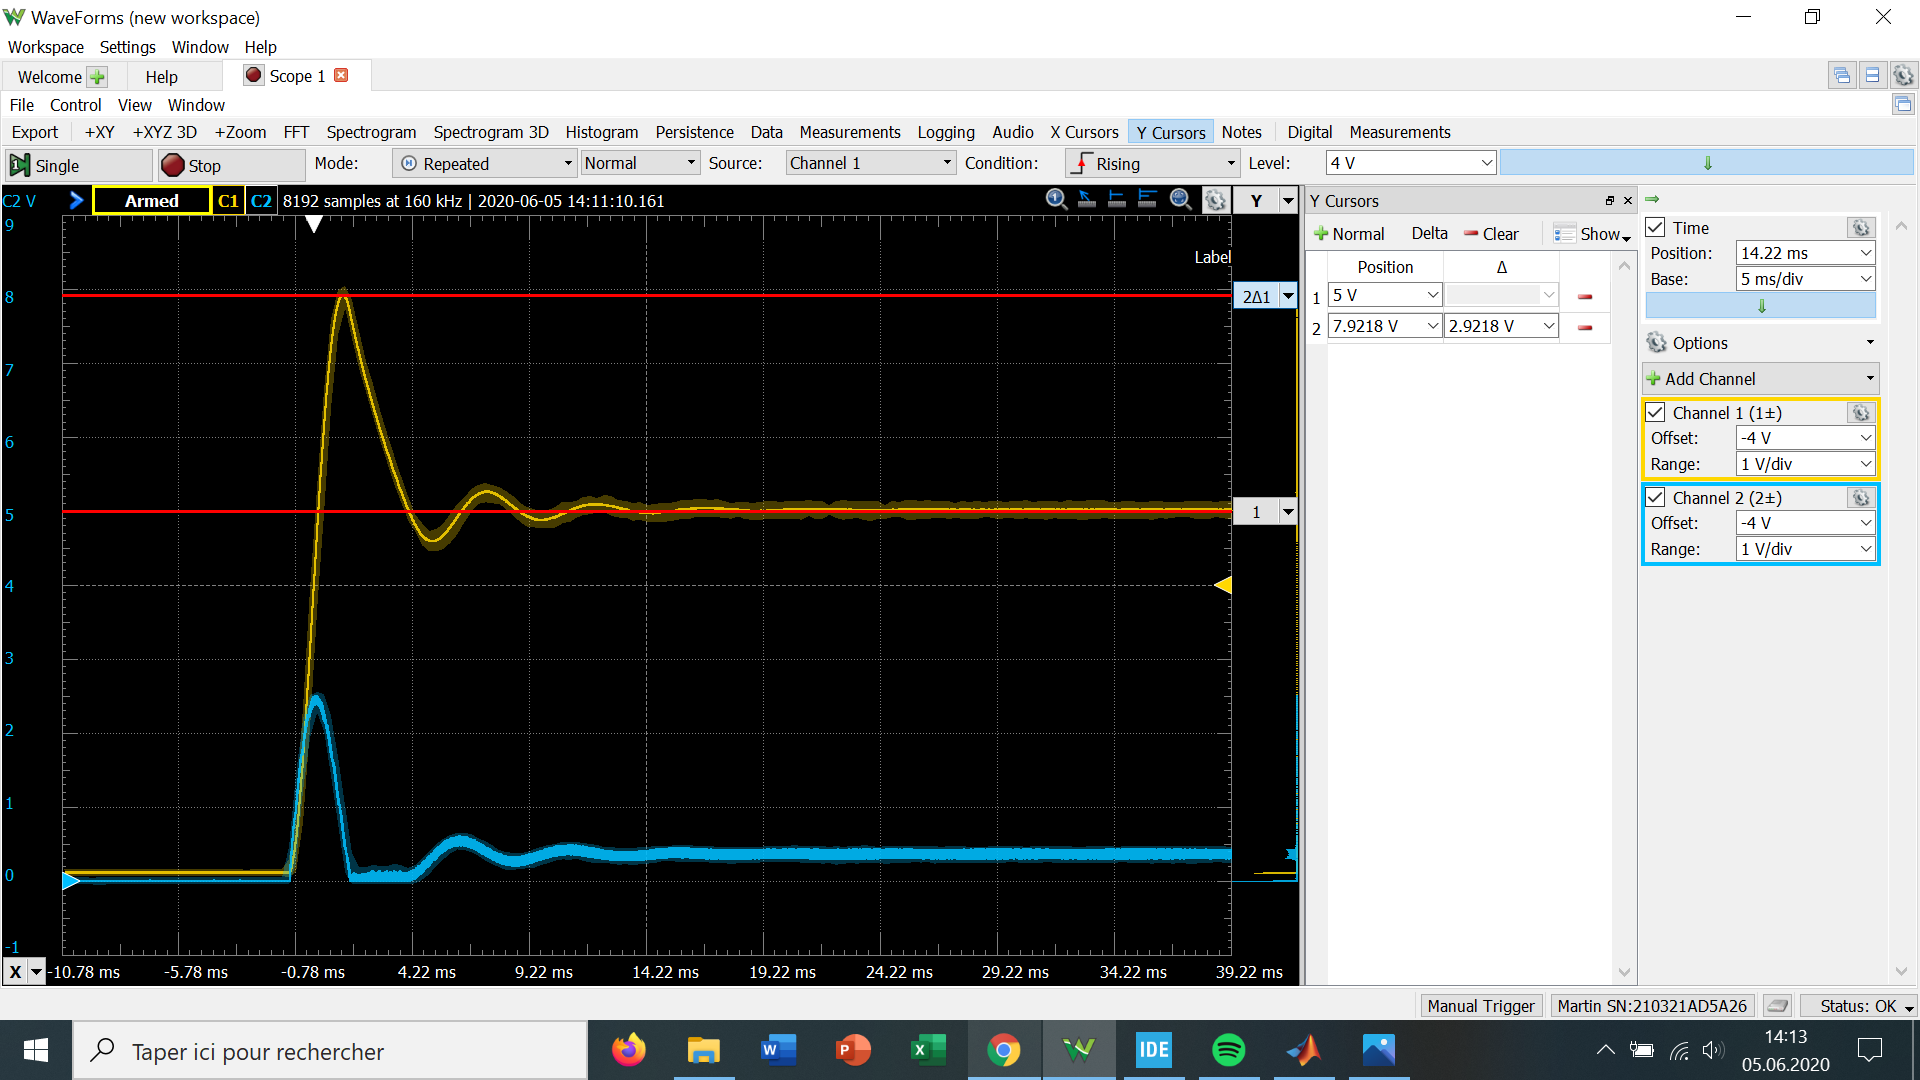 WaveForms (new workspace)
Workspace Settings Window Help
Welcome Help Scope 1
File Control View Window
Export +XY +XYZ 3D +Zoom FFT Spectrogram Spectrogram 3D Histogram Persistence Data Measurements Logging Audio X Cursors Y Cursors Notes Digital Measurements
Single Stop Mode: Repeated Normal Source: Channel 1 Condition: Rising Level: 4 V
C2 V Armed C1 C2 8192 samples at 160 kHz | 2020-06-05 14:11:10.161 Y
Label
9
8
7
6
5
4
3
2
1
0
-1
2Δ1
1
X -10.78 ms -5.78 ms -0.78 ms 4.22 ms 9.22 ms 14.22 ms 19.22 ms 24.22 ms 29.22 ms 34.22 ms 39.22 ms
Y Cursors
Normal Delta Clear Show
Position Δ
1 5 V
2 7.9218 V 2.9218 V
Time
Position: 14.22 ms
Base: 5 ms/div
Options
Add Channel
Channel 1 (1±)
Offset: -4 V
Range: 1 V/div
Channel 2 (2±)
Offset: -4 V
Range: 1 V/div
Manual Trigger Martin SN:210321AD5A26 Status: OK
Taper ici pour rechercher
W P X IDE
14:13
05.06.2020